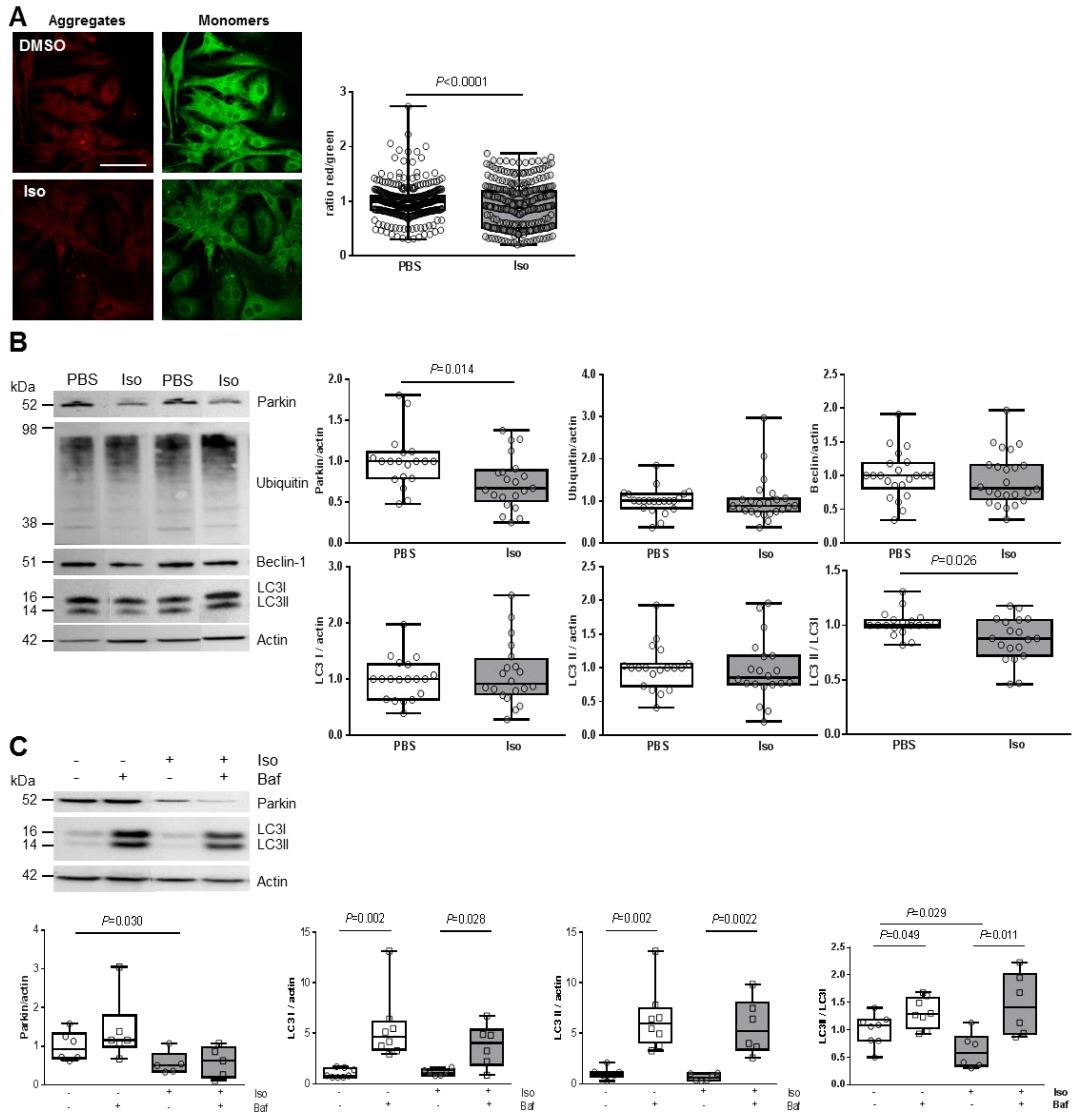 A
Aggregates Monomers
DMSO
Iso
P<0.0001
ratio red/green
3
2
1
0
PBS Iso
B
kDa PBS Iso PBS Iso
52 Parkin
98
Ubiquitin
38
51 Beclin-1
16 LC3I
14 LC3II
42 Actin
P=0.014
Parkin/actin
2.0
1.5
1.0
0.5
0.0
PBS Iso
Ubiquitin/actin
4.0
3.0
2.0
1.0
0.0
PBS Iso
Beclin/actin
2.5
2.0
1.5
1.0
0.5
0.0
PBS Iso
LC3 I / actin
3.0
2.0
1.0
0.0
PBS Iso
LC3 II / actin
2.5
2.0
1.5
1.0
0.5
0.0
PBS Iso
P=0.026
LC3 II / LC3I
1.5
1.0
0.5
0.0
PBS Iso
C
- - + + Iso
- + - + Baf
kDa
52 Parkin
16 LC3I
14 LC3II
42 Actin
P=0.030
Parkin/actin
4
3
2
1
0
- - + + Iso
- + - + Baf
P=0.002 P=0.028
LC3 I / actin
15
10
5
0
- - + + Iso
- + - + Baf
P=0.002 P=0.0022
LC3 II / actin
15
10
5
0
- - + + Iso
- + - + Baf
P=0.029
P=0.049 P=0.011
LC3II / LC3I
2.5
2.0
1.5
1.0
0.5
0.0
- - + + Iso
- + - + Baf